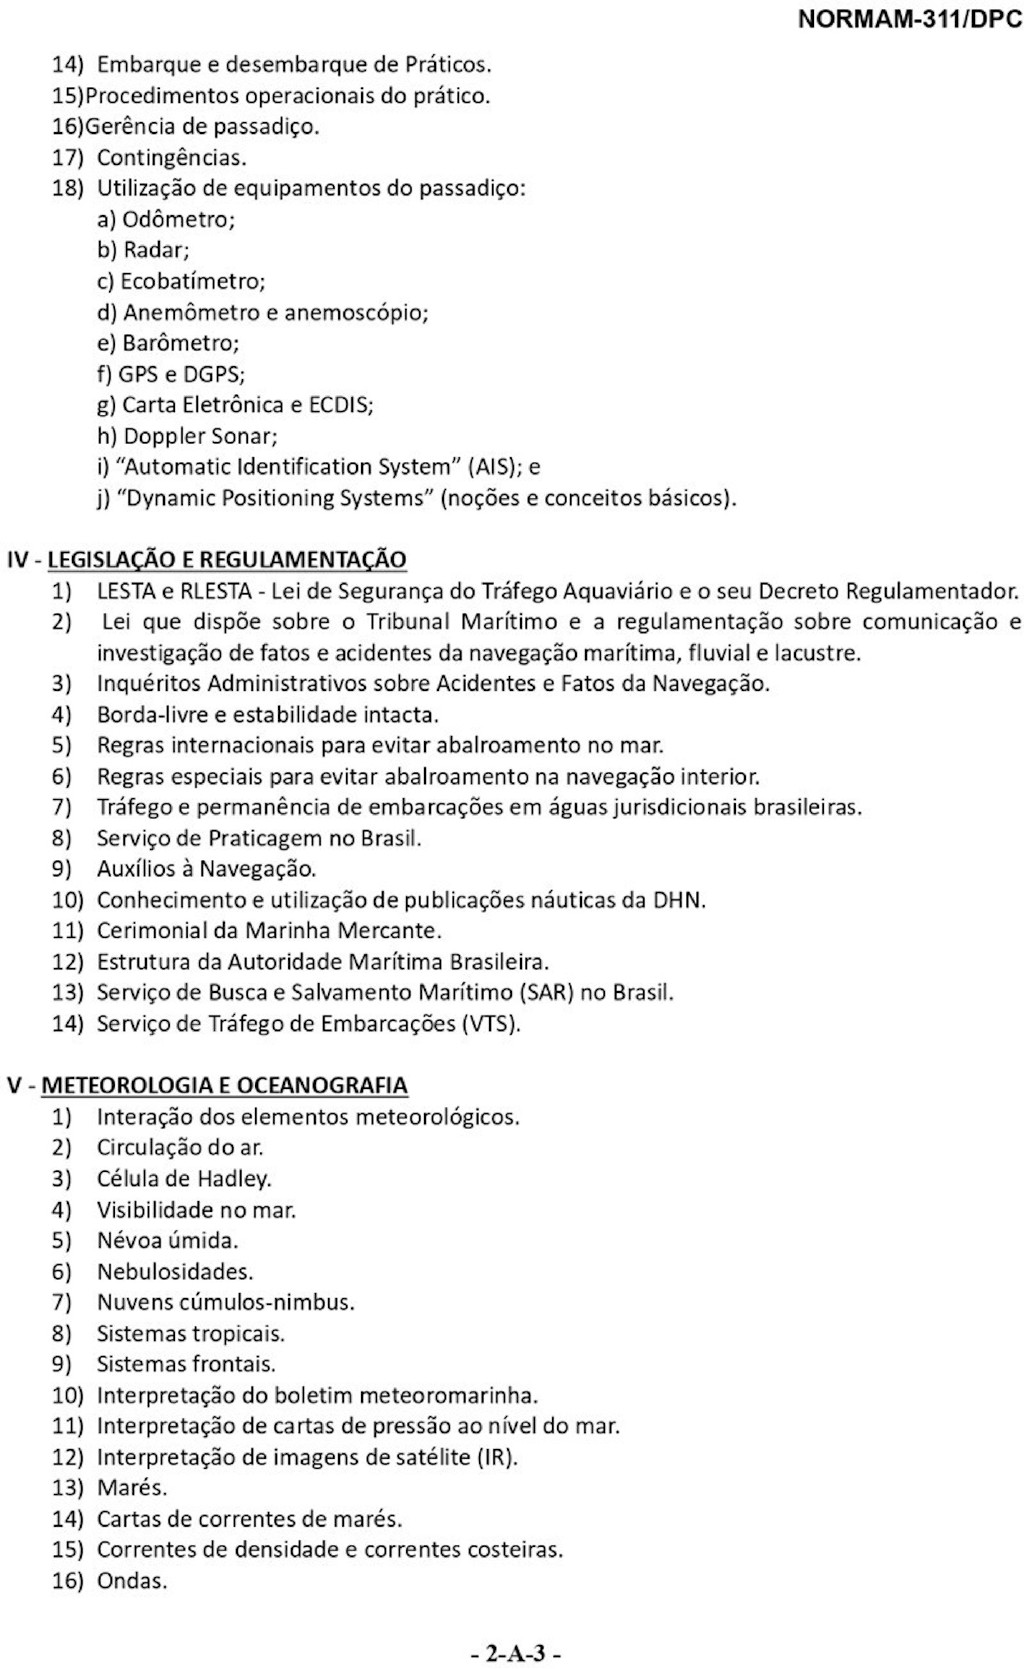 NORMAM-311/DPC
14) Embarque e desembarque de Práticos.
15)Procedimentos operacionais do prático.
16)Gerência de passadiço.
17) Contingências.
18) Utilização de equipamentos do passadiço:
a) Odômetro;
b) Radar;
c) Ecobatímetro;
d) Anemômetro e anemoscópio;
e) Barômetro;
f) GPS e DGPS;
g) Carta Eletrônica e ECDIS;
h) Doppler Sonar;
i) “Automatic Identification System” (AIS); e
j) “Dynamic Positioning Systems” (noções e conceitos básicos).
IV - LEGISLAÇÃO E REGULAMENTAÇÃO
1) LESTA e RLESTA - Lei de Segurança do Tráfego Aquaviário e o seu Decreto Regulamentador.
2) Lei que dispõe sobre o Tribunal Marítimo e a regulamentação sobre comunicação e
investigação de fatos e acidentes da navegação marítima, fluvial e lacustre.
3) Inquéritos Administrativos sobre Acidentes e Fatos da Navegação.
4) Borda-livre e estabilidade intacta.
5) Regras internacionais para evitar abalroamento no mar.
6) Regras especiais para evitar abalroamento na navegação interior.
7) Tráfego e permanência de embarcações em águas jurisdicionais brasileiras.
8) Serviço de Praticagem no Brasil.
9) Auxílios à Navegação.
10) Conhecimento e utilização de publicações náuticas da DHN.
11) Cerimonial da Marinha Mercante.
12) Estrutura da Autoridade Marítima Brasileira.
13) Serviço de Busca e Salvamento Marítimo (SAR) no Brasil.
14) Serviço de Tráfego de Embarcações (VTS).
V - METEOROLOGIA E OCEANOGRAFIA
1) Interação dos elementos meteorológicos.
2) Circulação do ar.
3) Célula de Hadley.
4) Visibilidade no mar.
5) Névoa úmida.
6) Nebulosidades.
7) Nuvens cúmulos-nimbus.
8) Sistemas tropicais.
9) Sistemas frontais.
10) Interpretação do boletim meteoromarinha.
11) Interpretação de cartas de pressão ao nível do mar.
12) Interpretação de imagens de satélite (IR).
13) Marés.
14) Cartas de correntes de marés.
15) Correntes de densidade e correntes costeiras.
16) Ondas.
- 2-A-3 -